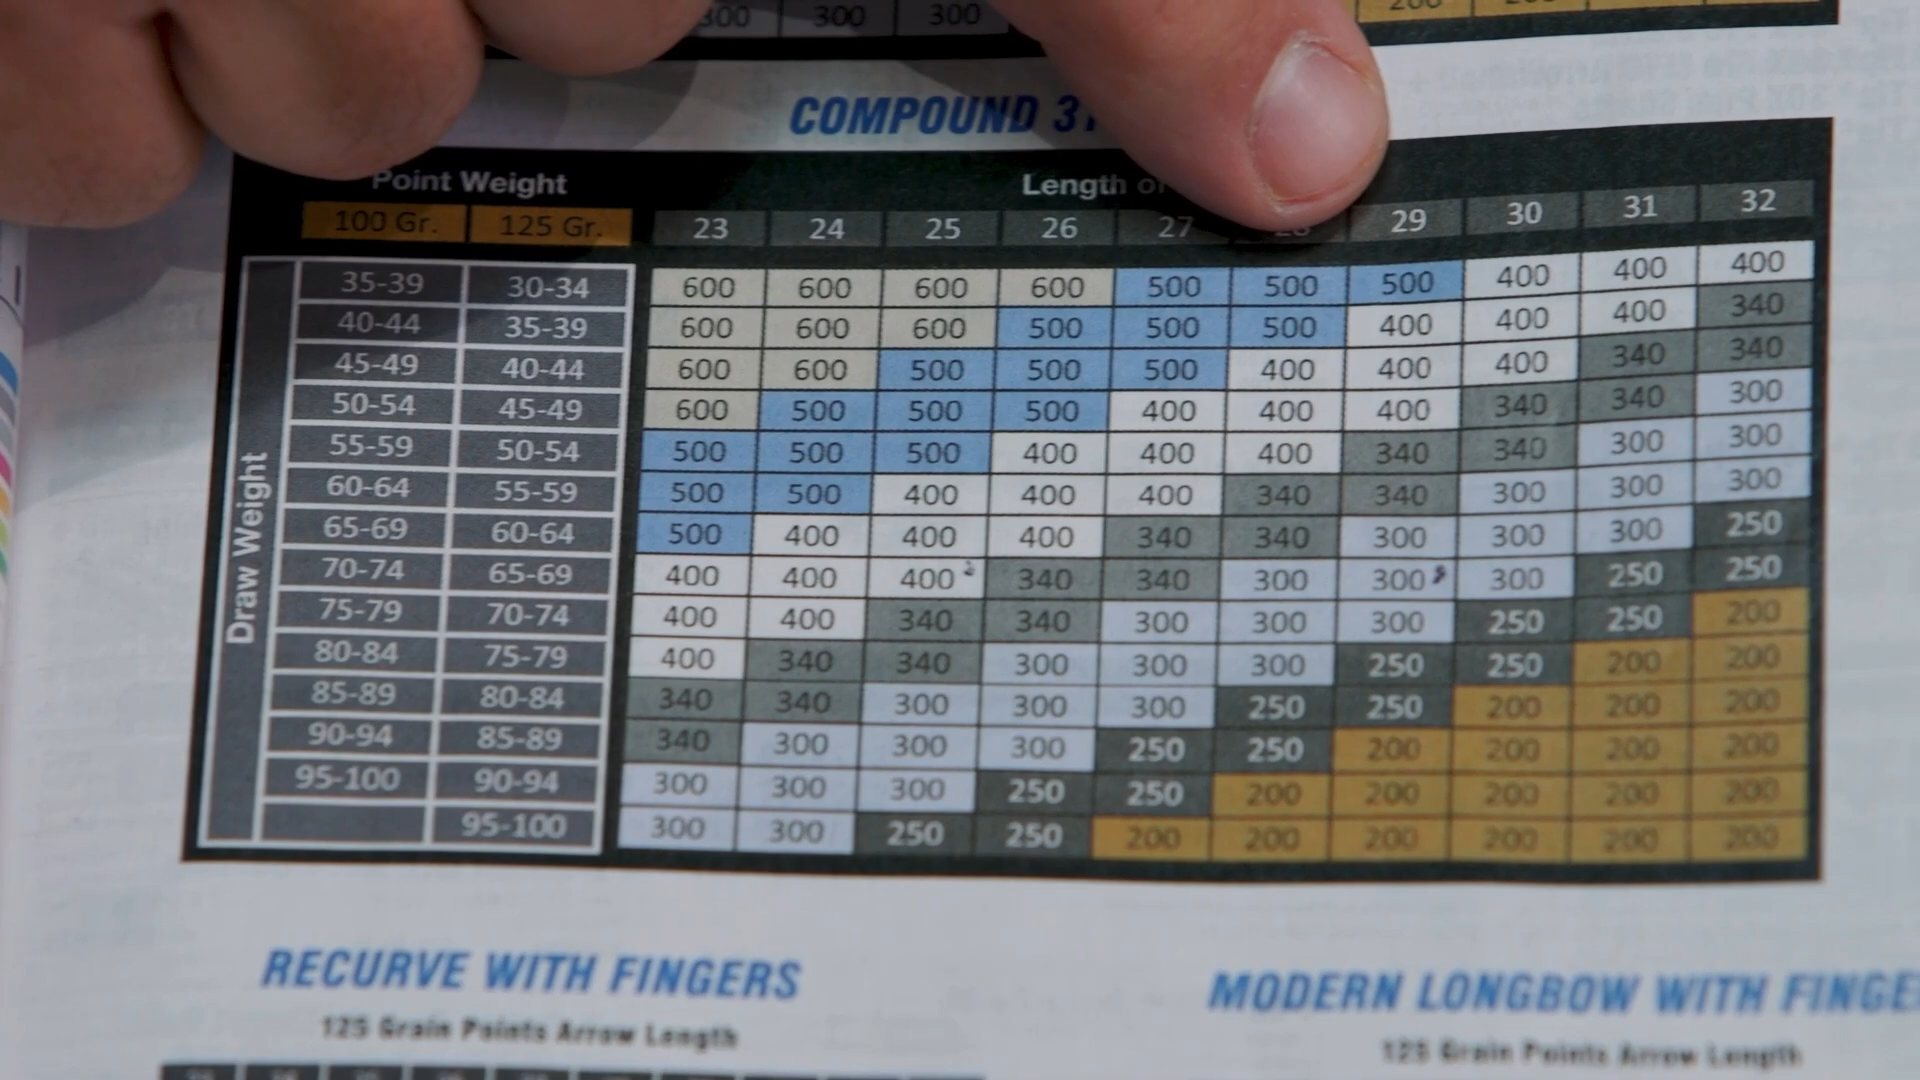 300 300 300 200
COMPOUND
Point Weight Length
100 Gr. 125 Gr. 23 24 25 26 27 28 29 30 31 32
Draw Weight
35-39 30-34 600 600 600 600 500 500 500 400 400 400
40-44 35-39 600 600 600 500 500 500 400 400 400 340
45-49 40-44 600 600 500 500 500 400 400 400 340 340
50-54 45-49 600 500 500 500 400 400 400 340 340 300
55-59 50-54 500 500 500 400 400 400 340 340 300 300
60-64 55-59 500 500 400 400 400 340 340 300 300 300
65-69 60-64 500 400 400 400 340 340 300 300 300 250
70-74 65-69 400 400 400 340 340 300 300 300 250 250
75-79 70-74 400 400 340 340 300 300 300 250 250 200
80-84 75-79 400 340 340 300 300 300 250 250 200 200
85-89 80-84 340 340 300 300 300 250 250 200 200 200
90-94 85-89 340 300 300 300 250 250 200 200 200 200
95-100 90-94 300 300 300 250 250 200 200 200 200 200
95-100 300 300 250 250 200 200 200 200 200 200
RECURVE WITH FINGERS
125 Grain Points Arrow Length
MODERN LONGBOW WITH FINGE
125 Grain Points Arrow Length